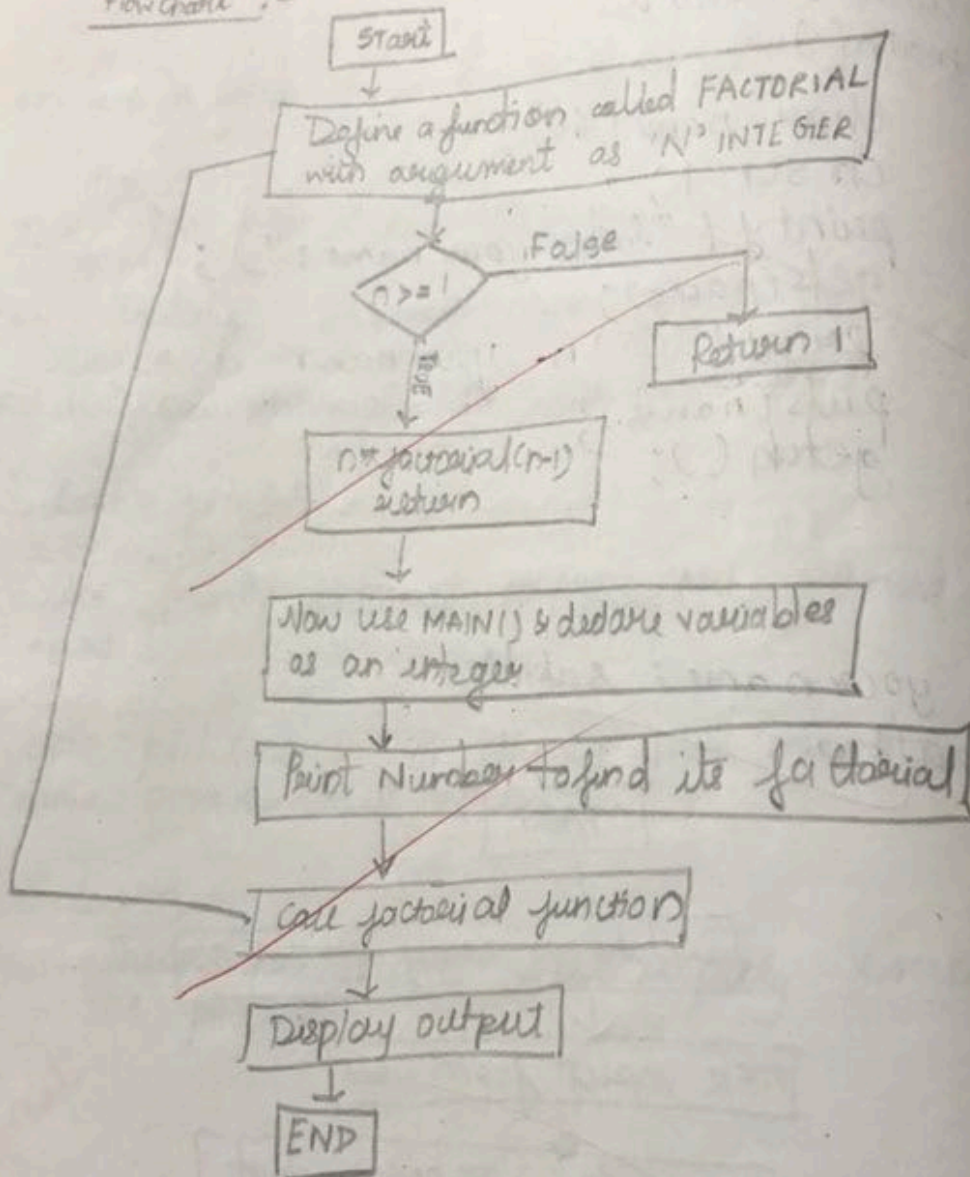 Flowchart :
Start
Define a function called FACTORIAL
with argument as 'N' INTEGER
n >= 1
False
Return 1
TRUE
n* factorial(n-1)
return
Now use MAIN() & declare variables
as an integer
Print Number to find its factorial
Call factorial function
Display output
END